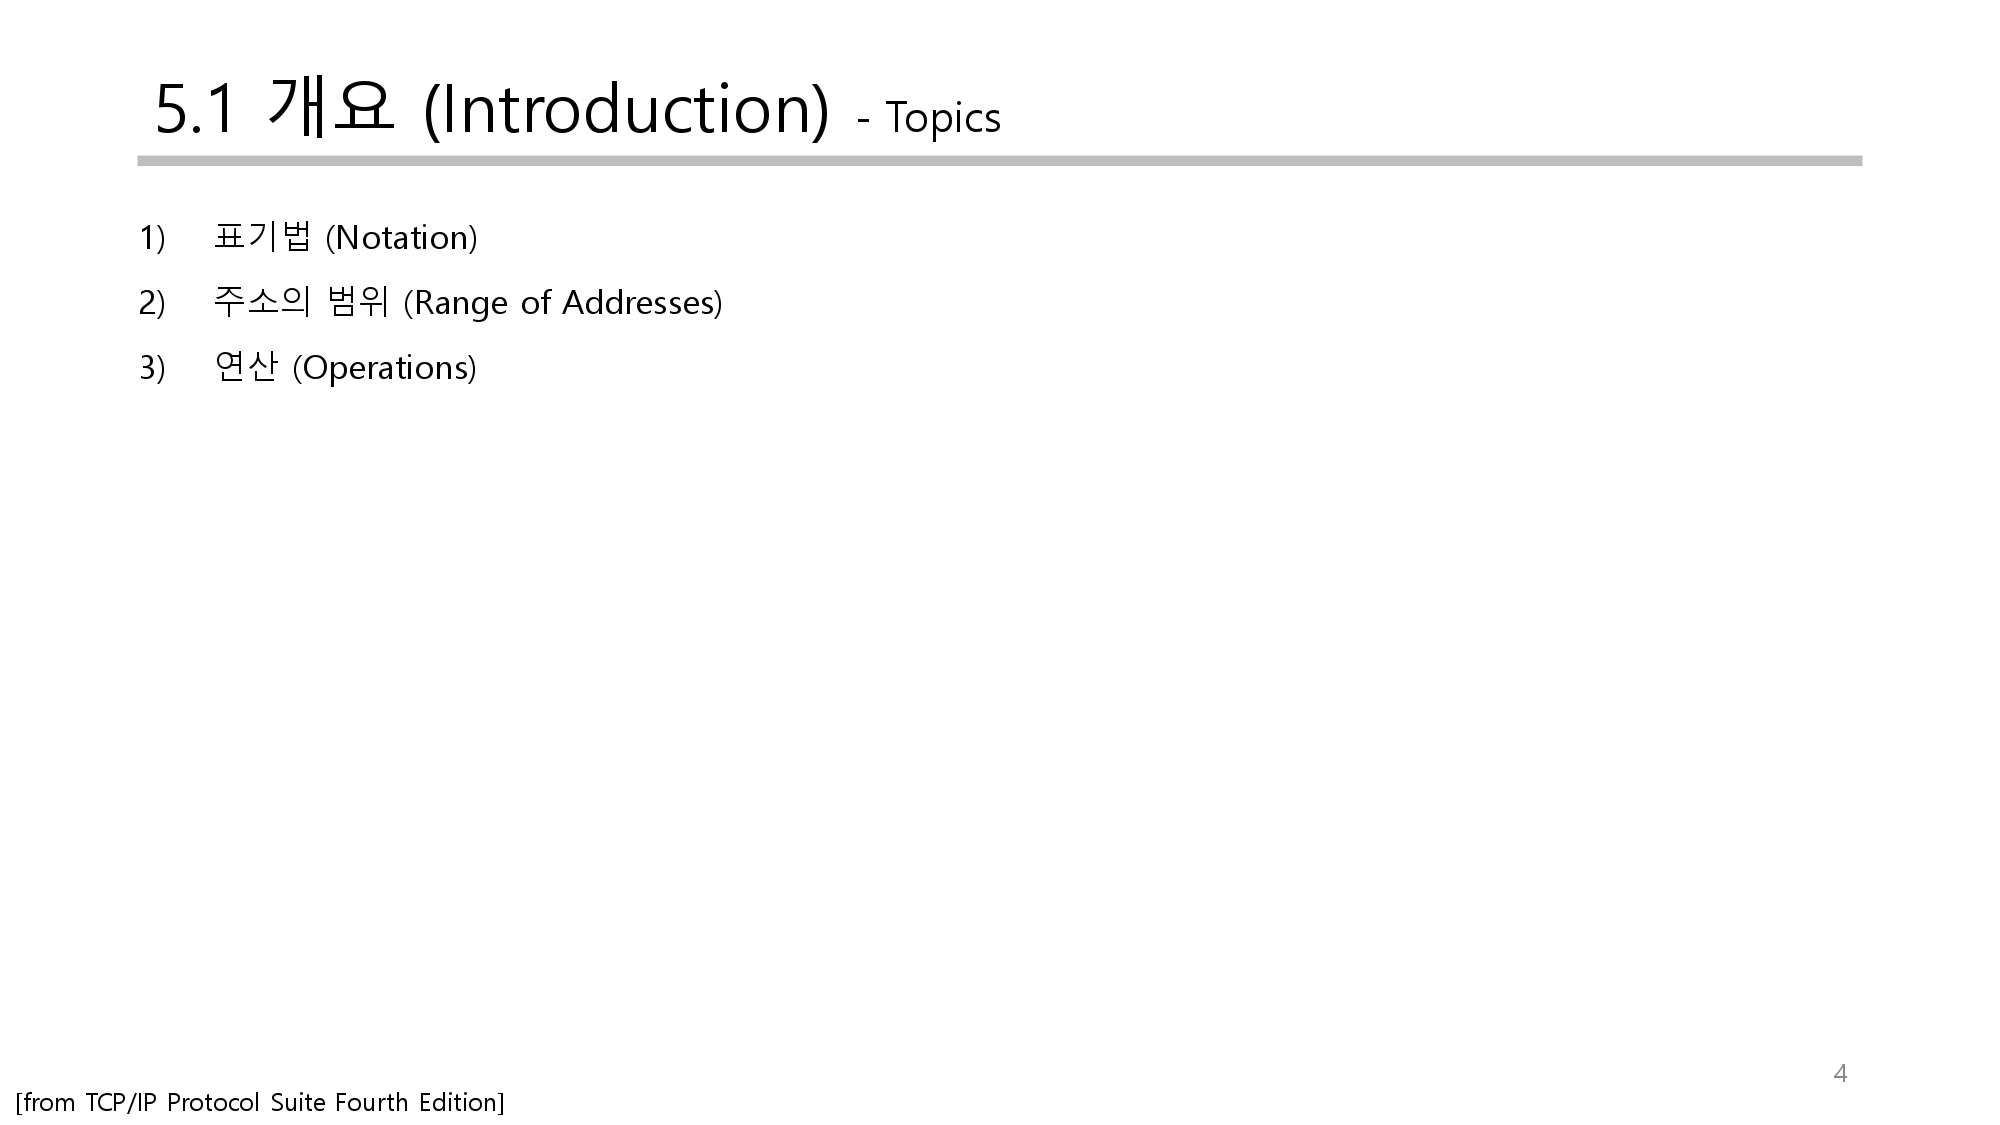 5.1 개요 (Introduction) - Topics
1) 표기법 (Notation)
2) 주소의 범위 (Range of Addresses)
3) 연산 (Operations)
4
[from TCP/IP Protocol Suite Fourth Edition]